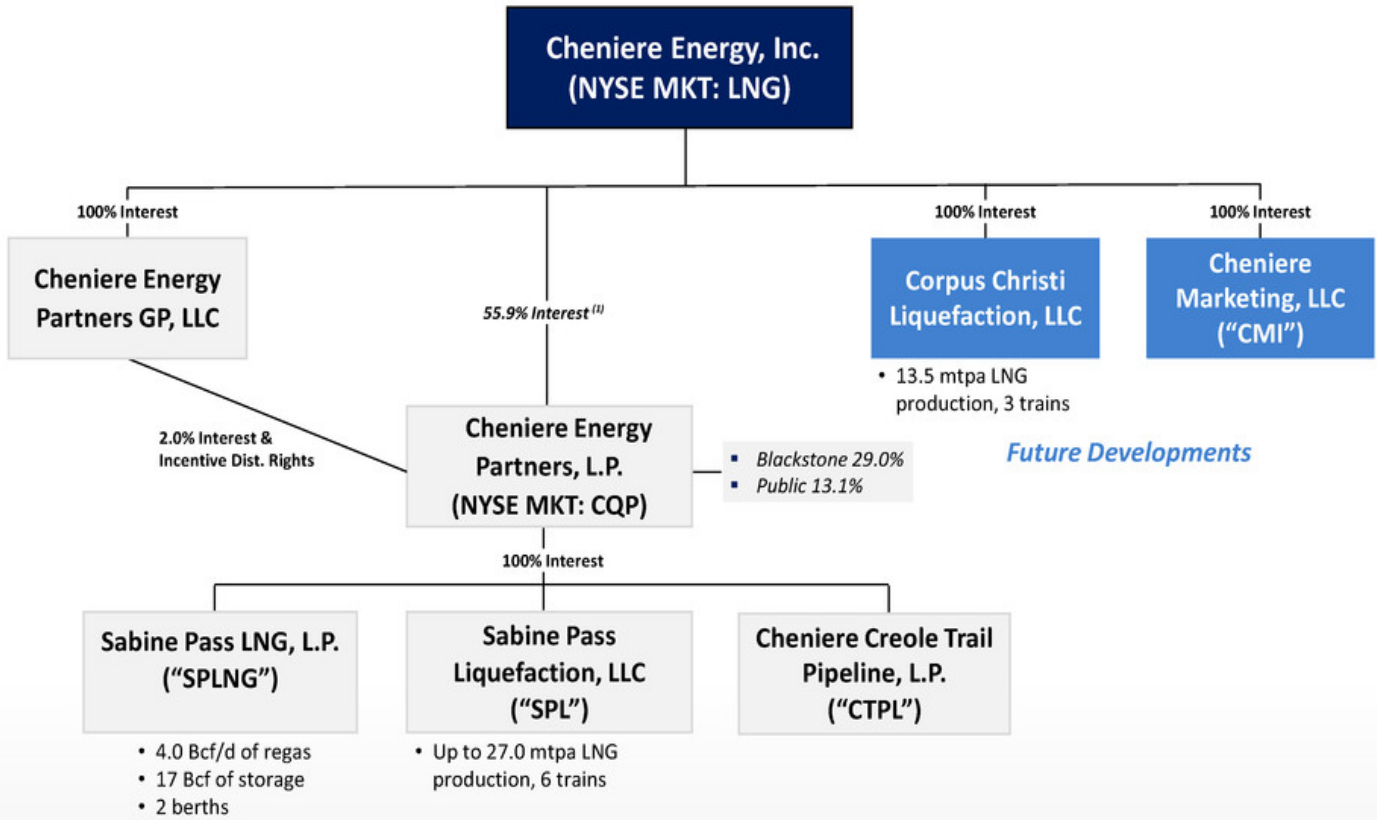 Cheniere Energy, Inc.
(NYSE MKT: LNG)
100% Interest
100% Interest
100% Interest
Cheniere Energy
Partners GP, LLC
55.9% Interest (1)
Corpus Christi
Liquefaction, LLC
Cheniere
Marketing, LLC
(“CMI”)
• 13.5 mtpa LNG
production, 3 trains
2.0% Interest &
Incentive Dist. Rights
Cheniere Energy
Partners, L.P.
(NYSE MKT: CQP)
▪ Blackstone 29.0%
▪ Public 13.1%
Future Developments
100% Interest
Sabine Pass LNG, L.P.
(“SPLNG”)
Sabine Pass
Liquefaction, LLC
(“SPL”)
Cheniere Creole Trail
Pipeline, L.P.
(“CTPL”)
• 4.0 Bcf/d of regas
• 17 Bcf of storage
• 2 berths
• Up to 27.0 mtpa LNG
production, 6 trains